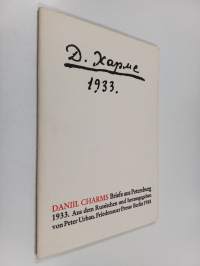 Д. Хармс
1933.
DANIIL CHARMS Briefe aus Petersburg
1933. Aus dem Russischen und herausgegeben
von Peter Urban. Friedenauer Presse Berlin 1988